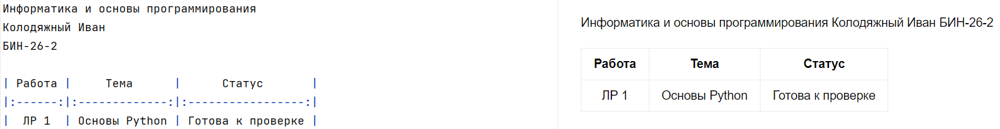 Информатика и основы программирования
Колодяжный Иван
БИН-26-2
| Работа | Тема | Статус |
|:------:|:-------------:|:-----------------:|
| ЛР 1 | Основы Python | Готова к проверке |
Информатика и основы программирования Колодяжный Иван БИН-26-2
Работа Тема Статус
ЛР 1 Основы Python Готова к проверке